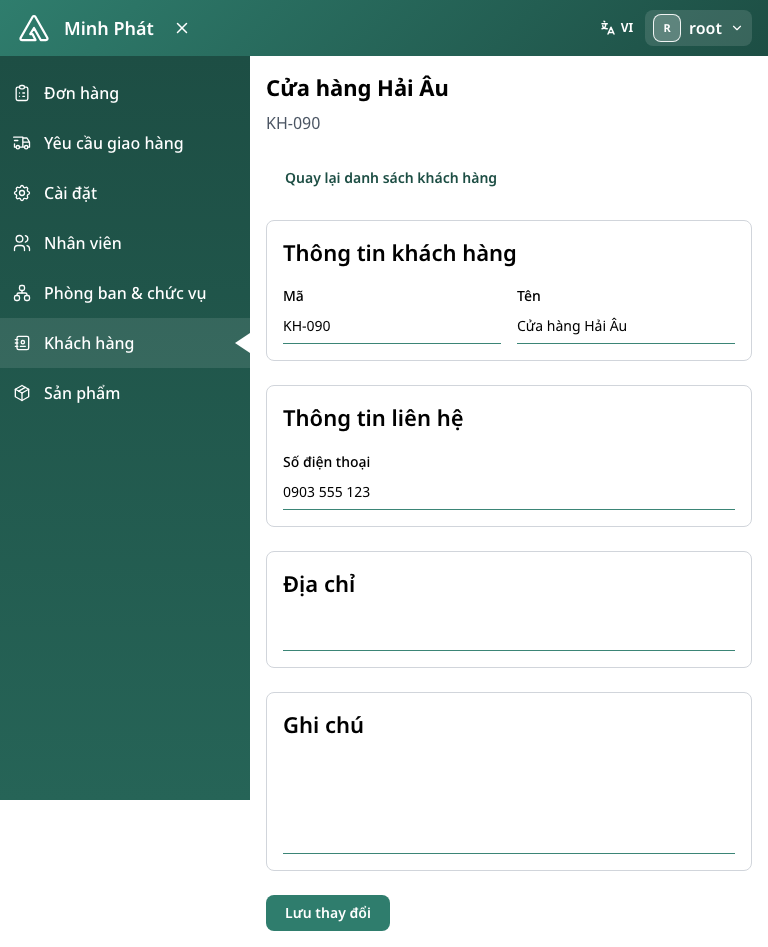 Minh Phát
VI
R
root
Đơn hàng
Yêu cầu giao hàng
Cài đặt
Nhân viên
Phòng ban & chức vụ
Khách hàng
Sản phẩm
Cửa hàng Hải Âu
KH-090
Quay lại danh sách khách hàng
Thông tin khách hàng
Mã
Tên
KH-090
Cửa hàng Hải Âu
Thông tin liên hệ
Số điện thoại
0903 555 123
Địa chỉ
Ghi chú
Lưu thay đổi